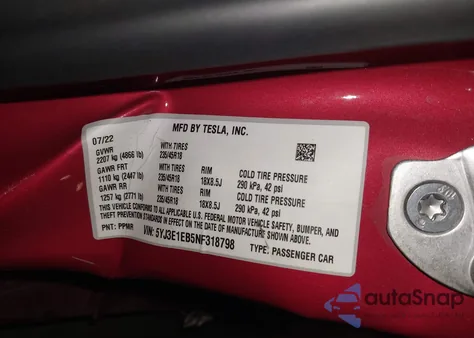 MFD BY TESLA, INC.
07/22
GVWR WITH TIRES RIM COLD TIRE PRESSURE
2207 kg (4866 lb) 235/45R18
GAWR FRT WITH TIRES RIM COLD TIRE PRESSURE
1110 kg (2447 lb) 235/45R18 18X8.5J 290 kPa, 42 psi
GAWR RR
1257 kg (2771 lb) 235/45R18 18X8.5J 290 kPa, 42 psi
THIS VEHICLE CONFORMS TO ALL APPLICABLE U.S. FEDERAL MOTOR VEHICLE SAFETY, BUMPER, AND
THEFT PREVENTION STANDARDS IN EFFECT ON THE DATE OF MANUFACTURE SHOWN ABOVE.
PNT: PPMR VIN: 5YJ3E1EB5NF318798 TYPE: PASSENGER CAR
autoSnap